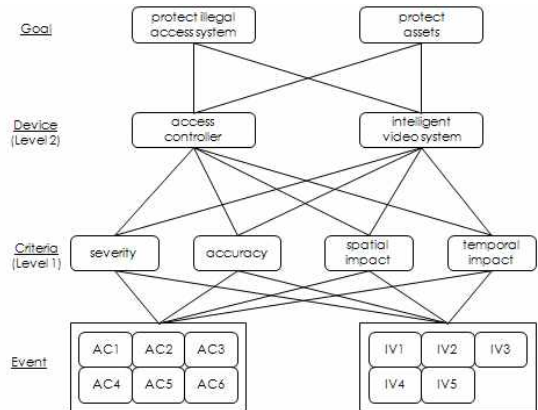 Goal
protect illegal
access system
protect
assets
Device
(Level 2)
access
controller
intelligent
video system
Criteria
(Level 1)
severity
accuracy
spatial
impact
temporal
impact
Event
AC1 AC2 AC3
AC4 AC5 AC6
IV1 IV2 IV3
IV4 IV5